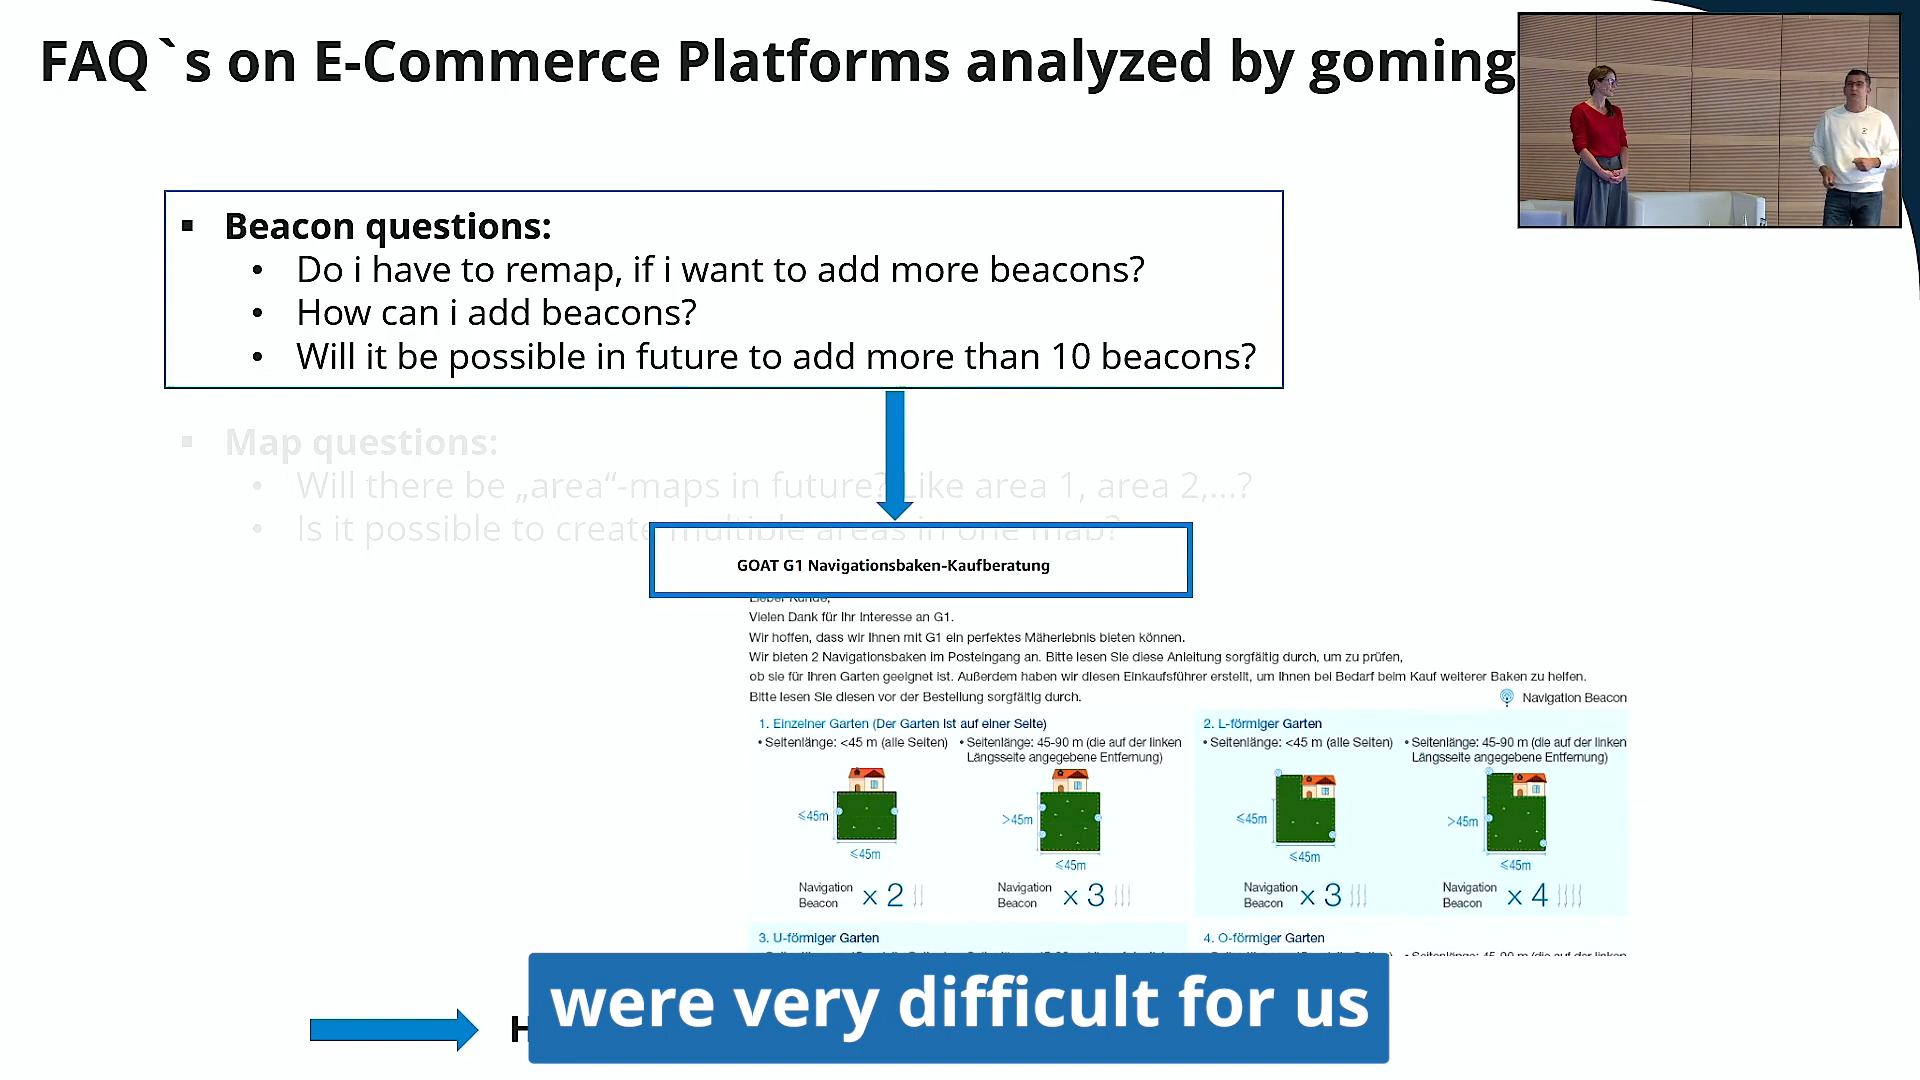 FAQ`s on E-Commerce Platforms analyzed by goming
▪ Beacon questions:
• Do i have to remap, if i want to add more beacons?
• How can i add beacons?
• Will it be possible in future to add more than 10 beacons?
▪ Map questions:
• Will there be „area“-maps in future? Like area 1, area 2,...?
• Is it possible to create multiple areas in one map?
GOAT G1 Navigationsbaken-Kaufberatung
Lieber Kunde,
Vielen Dank für Ihr Interesse an G1.
Wir hoffen, dass wir Ihnen mit G1 ein perfektes Mäherlebnis bieten können.
Wir bieten 2 Navigationsbaken im Posteingang an. Bitte lesen Sie diese Anleitung sorgfältig durch, um zu prüfen,
ob sie für Ihren Garten geeignet ist. Außerdem haben wir diesen Einkaufsführer erstellt, um Ihnen bei Bedarf beim Kauf weiterer Baken zu helfen.
Bitte lesen Sie diesen vor der Bestellung sorgfältig durch.
Navigation Beacon
1. Einzelner Garten (Der Garten ist auf einer Seite)
• Seitenlänge: <45 m (alle Seiten)
• Seitenlänge: 45-90 m (die auf der linken
Längsseite angegebene Entfernung)
≤45m
≤45m
Navigation
Beacon
x 2
>45m
≤45m
Navigation
Beacon
x 3
2. L-förmiger Garten
• Seitenlänge: <45 m (alle Seiten)
• Seitenlänge: 45-90 m (die auf der linken
Längsseite angegebene Entfernung)
≤45m
≤45m
Navigation
Beacon
x 3
>45m
≤45m
Navigation
Beacon
x 4
3. U-förmiger Garten
4. O-förmiger Garten
H
were very difficult for us